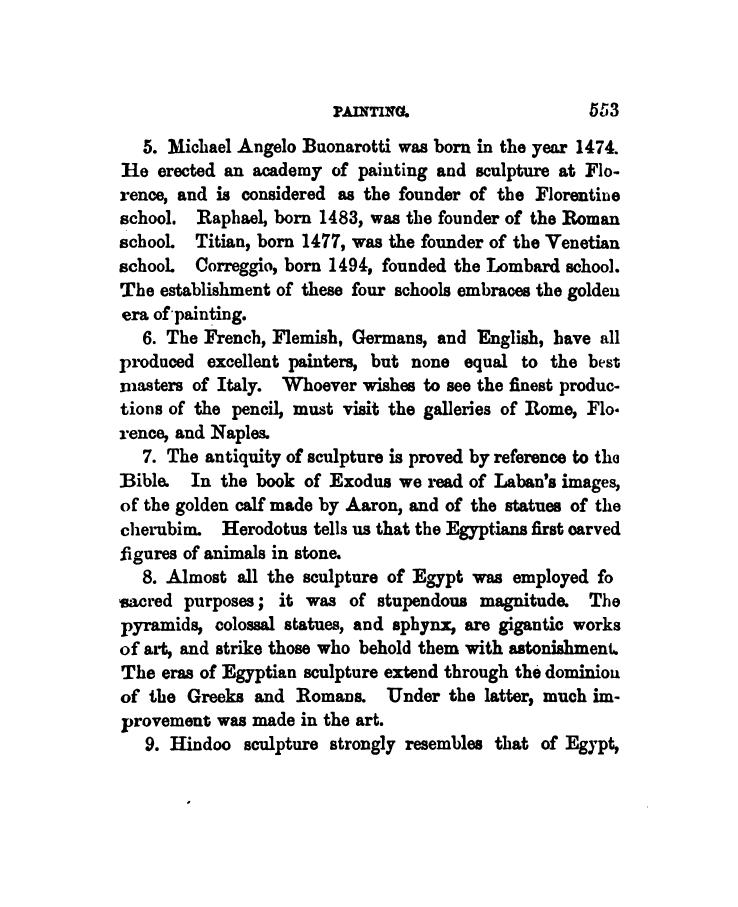 PAINTING. 553
5. Michael Angelo Buonarotti was born in the year 1474.
He erected an academy of painting and sculpture at Flo-
rence, and is considered as the founder of the Florentine
school. Raphael, born 1483, was the founder of the Roman
school. Titian, born 1477, was the founder of the Venetian
school. Correggio, born 1494, founded the Lombard school.
The establishment of these four schools embraces the golden
era of painting.
6. The French, Flemish, Germans, and English, have all
produced excellent painters, but none equal to the best
masters of Italy. Whoever wishes to see the finest produc-
tions of the pencil, must visit the galleries of Rome, Flo-
rence, and Naples.
7. The antiquity of sculpture is proved by reference to the
Bible. In the book of Exodus we read of Laban's images,
of the golden calf made by Aaron, and of the statues of the
cherubim. Herodotus tells us that the Egyptians first carved
figures of animals in stone.
8. Almost all the sculpture of Egypt was employed fo
sacred purposes; it was of stupendous magnitude. The
pyramids, colossal statues, and sphynx, are gigantic works
of art, and strike those who behold them with astonishment.
The eras of Egyptian sculpture extend through the dominion
of the Greeks and Romans. Under the latter, much im-
provement was made in the art.
9. Hindoo sculpture strongly resembles that of Egypt,